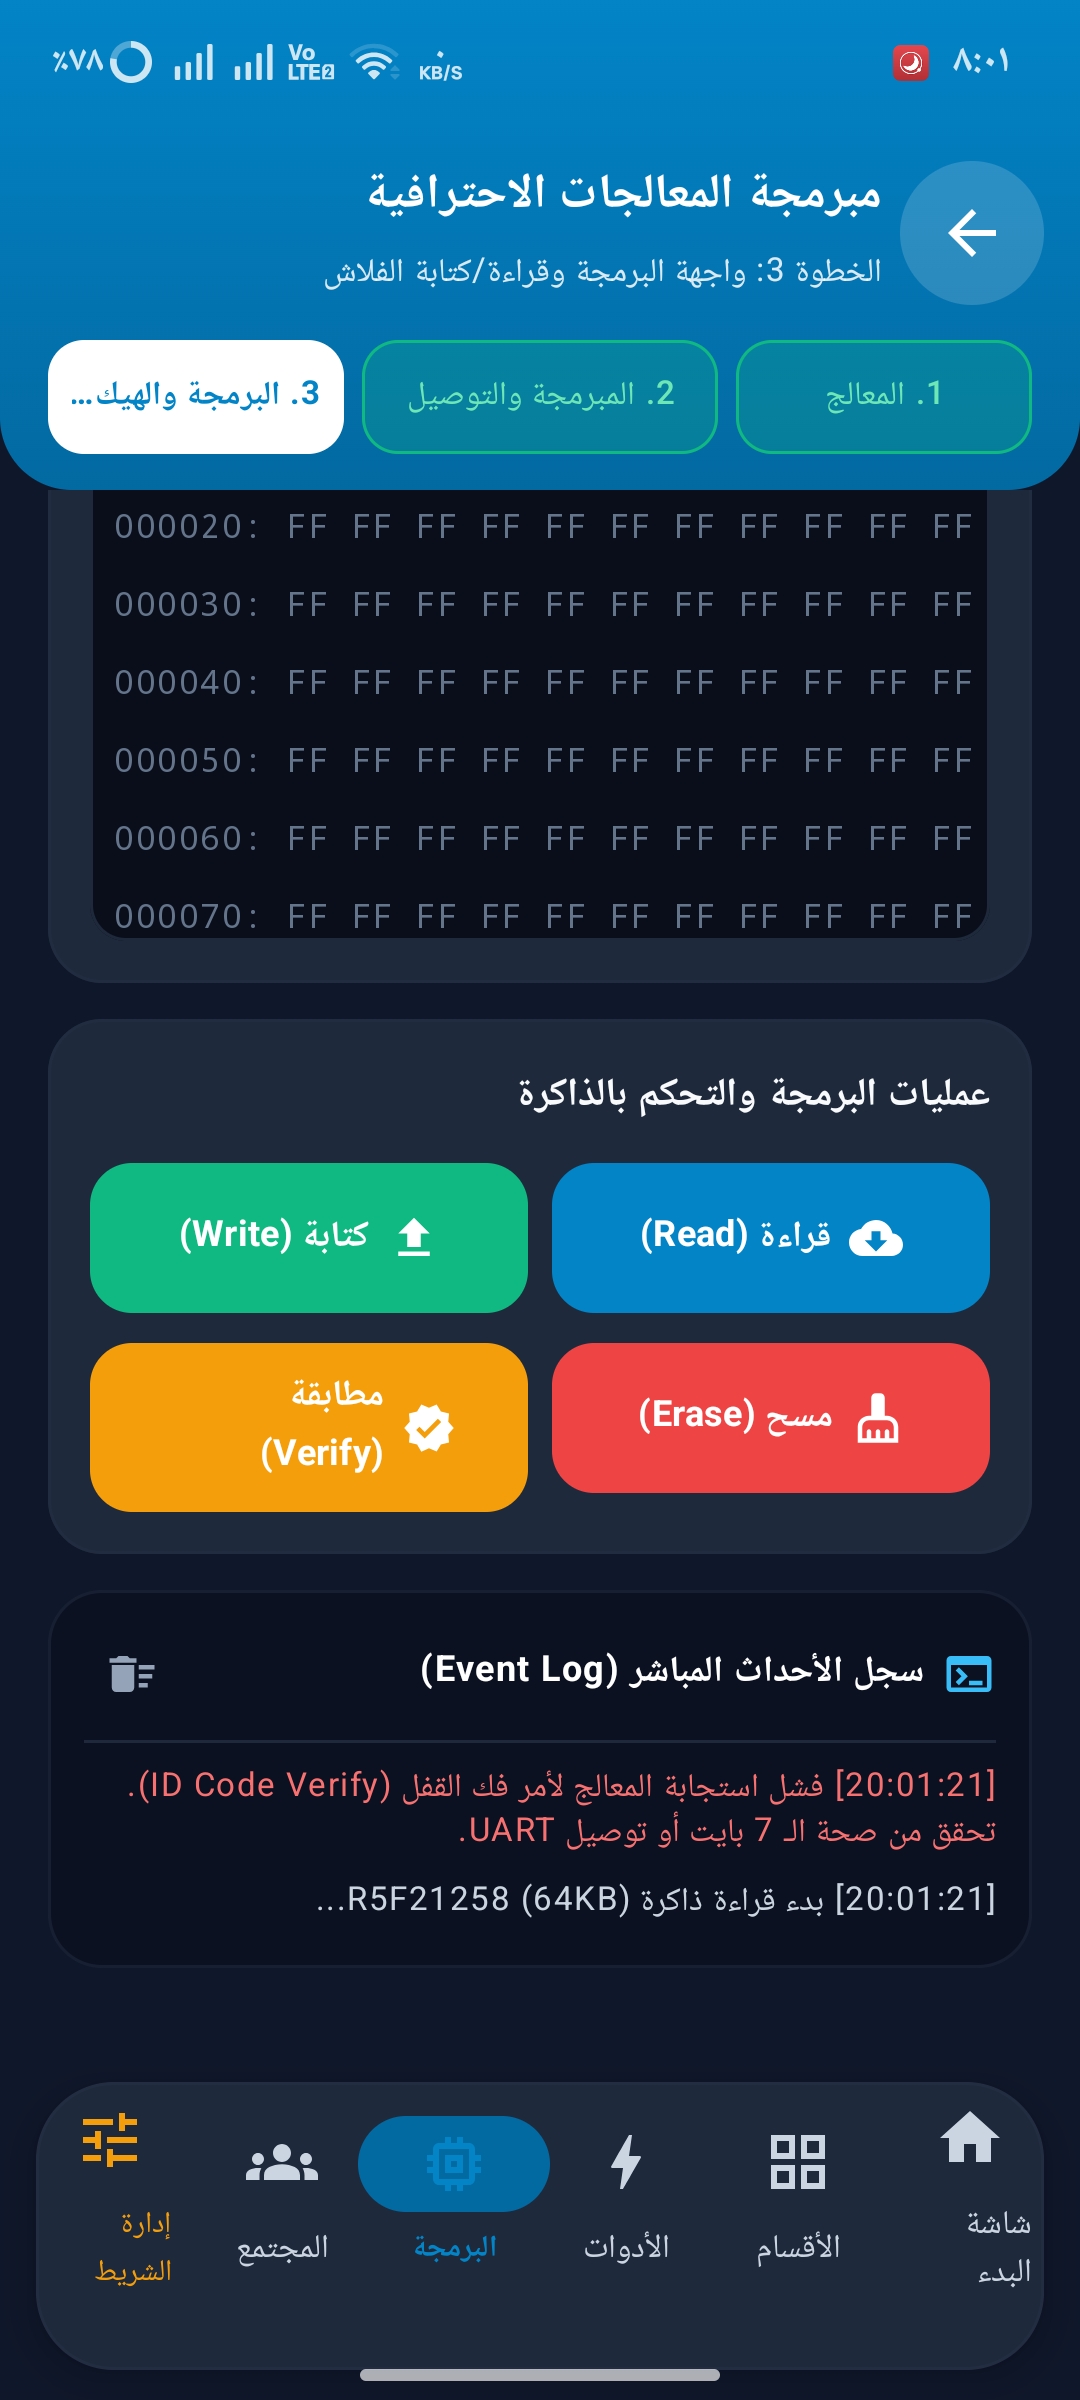 ٨:٠١
٠ KB/S
Vo LTE2
٪٧٨
مبرمجة المعالجات الاحترافية
الخطوة 3: واجهة البرمجة وقراءة/كتابة الفلاش
1. المعالج
2. المبرمجة والتوصيل
3. البرمجة والهيك...
000020: FF FF FF FF FF FF FF FF FF FF FF
000030: FF FF FF FF FF FF FF FF FF FF FF
000040: FF FF FF FF FF FF FF FF FF FF FF
000050: FF FF FF FF FF FF FF FF FF FF FF
000060: FF FF FF FF FF FF FF FF FF FF FF
000070: FF FF FF FF FF FF FF FF FF FF FF
عمليات البرمجة والتحكم بالذاكرة
قراءة (Read)
كتابة (Write)
مسح (Erase)
مطابقة
(Verify)
سجل الأحداث المباشر (Event Log)
[20:01:21] فشل استجابة المعالج لأمر فك القفل (ID Code Verify).
تحقق من صحة الـ 7 بايت أو توصيل UART.
[20:01:21] بدء قراءة ذاكرة R5F21258 (64KB)...
شاشة
البدء
الأقسام
الأدوات
البرمجة
المجتمع
إدارة
الشريط